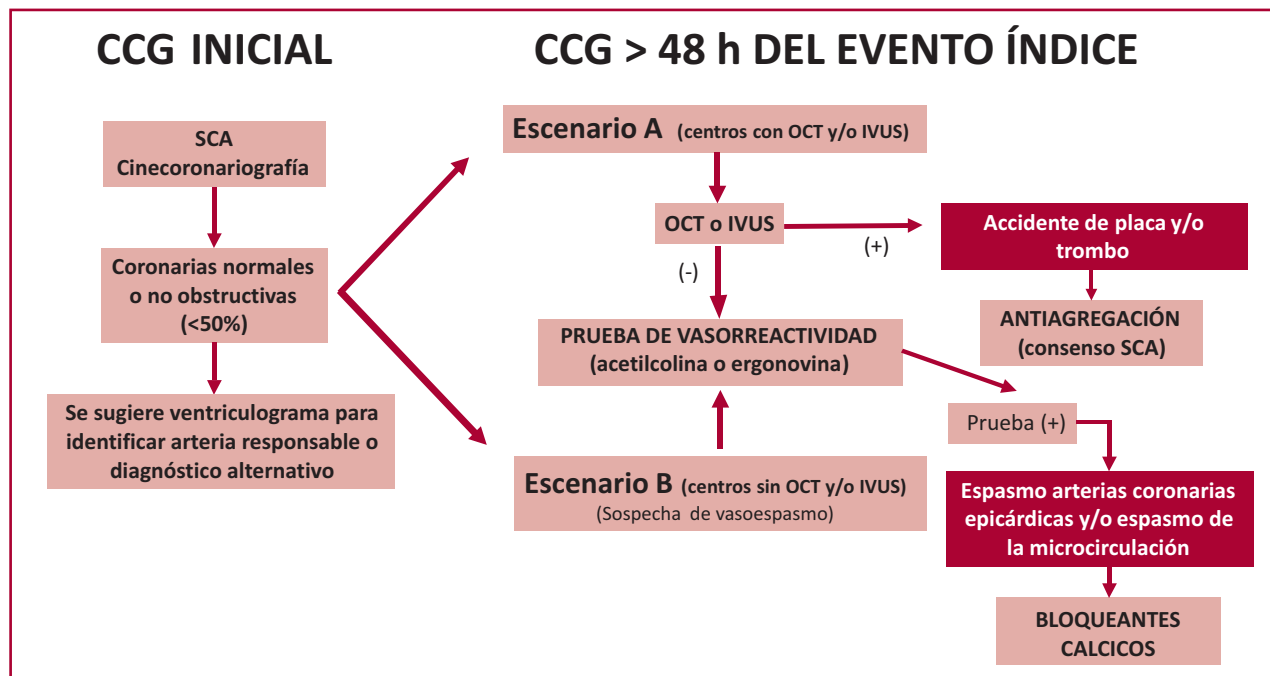 CCG INICIAL
CCG > 48 h DEL EVENTO ÍNDICE
SCA
Cinecoronariografía
Coronarias normales
o no obstructivas
(<50%)
Se sugiere ventriculograma para
identificar arteria responsable o
diagnóstico alternativo
Escenario A (centros con OCT y/o IVUS)
OCT o IVUS
(+)
(-)
Accidente de placa y/o
trombo
ANTIAGREGACIÓN
(consenso SCA)
PRUEBA DE VASORREACTIVIDAD
(acetilcolina o ergonovina)
Escenario B (centros sin OCT y/o IVUS)
(Sospecha de vasoespasmo)
Prueba (+)
Espasmo arterias coronarias
epicárdicas y/o espasmo de
la microcirculación
BLOQUEANTES
CALCICOS